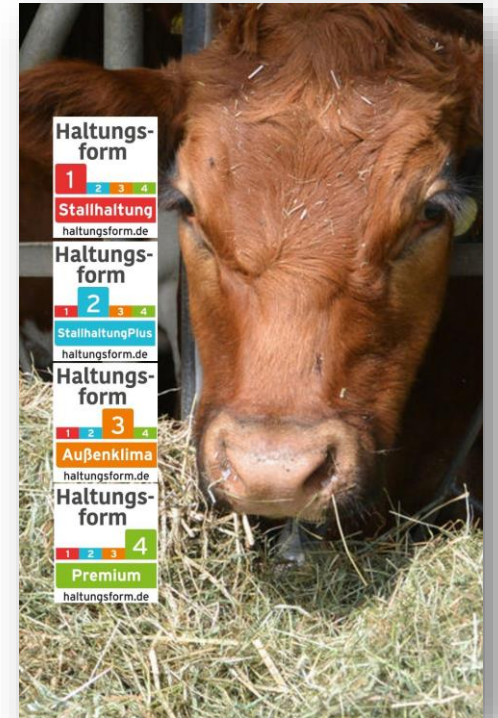 Haltungs-
form
1 2 3 4
Stallhaltung
haltungsform.de
Haltungs-
form
1 2 3 4
StallhaltungPlus
haltungsform.de
Haltungs-
form
1 2 3 4
Außenklima
haltungsform.de
Haltungs-
form
1 2 3 4
Premium
haltungsform.de